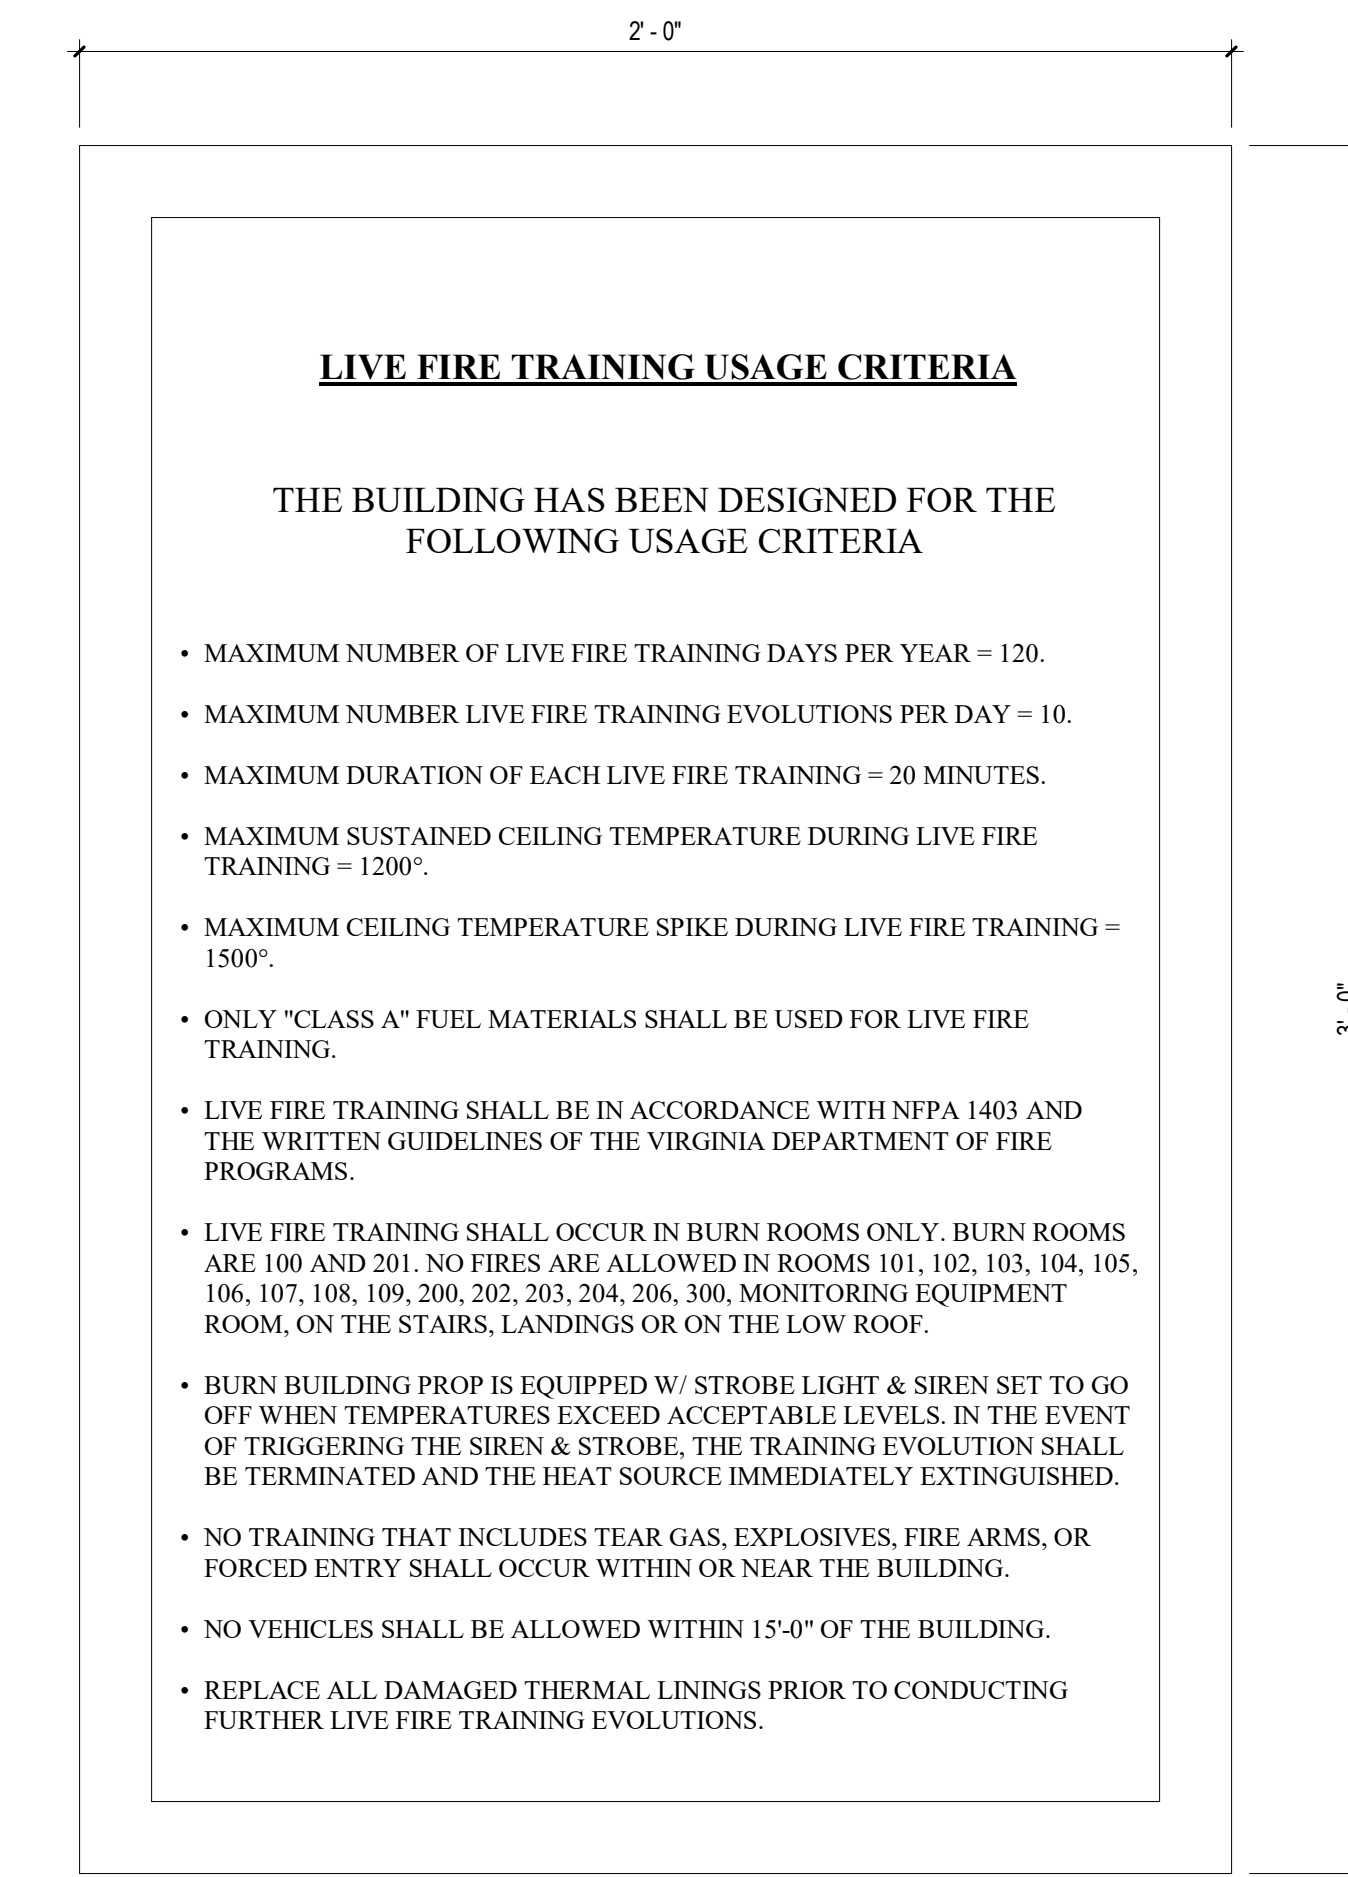 2' - 0"
LIVE FIRE TRAINING USAGE CRITERIA
THE BUILDING HAS BEEN DESIGNED FOR THE
FOLLOWING USAGE CRITERIA
• MAXIMUM NUMBER OF LIVE FIRE TRAINING DAYS PER YEAR = 120.
• MAXIMUM NUMBER LIVE FIRE TRAINING EVOLUTIONS PER DAY = 10.
• MAXIMUM DURATION OF EACH LIVE FIRE TRAINING = 20 MINUTES.
• MAXIMUM SUSTAINED CEILING TEMPERATURE DURING LIVE FIRE
TRAINING = 1200°.
• MAXIMUM CEILING TEMPERATURE SPIKE DURING LIVE FIRE TRAINING =
1500°.
• ONLY "CLASS A" FUEL MATERIALS SHALL BE USED FOR LIVE FIRE
TRAINING.
• LIVE FIRE TRAINING SHALL BE IN ACCORDANCE WITH NFPA 1403 AND
THE WRITTEN GUIDELINES OF THE VIRGINIA DEPARTMENT OF FIRE
PROGRAMS.
• LIVE FIRE TRAINING SHALL OCCUR IN BURN ROOMS ONLY. BURN ROOMS
ARE 100 AND 201. NO FIRES ARE ALLOWED IN ROOMS 101, 102, 103, 104, 105,
106, 107, 108, 109, 200, 202, 203, 204, 206, 300, MONITORING EQUIPMENT
ROOM, ON THE STAIRS, LANDINGS OR ON THE LOW ROOF.
• BURN BUILDING PROP IS EQUIPPED W/ STROBE LIGHT & SIREN SET TO GO
OFF WHEN TEMPERATURES EXCEED ACCEPTABLE LEVELS. IN THE EVENT
OF TRIGGERING THE SIREN & STROBE, THE TRAINING EVOLUTION SHALL
BE TERMINATED AND THE HEAT SOURCE IMMEDIATELY EXTINGUISHED.
• NO TRAINING THAT INCLUDES TEAR GAS, EXPLOSIVES, FIRE ARMS, OR
FORCED ENTRY SHALL OCCUR WITHIN OR NEAR THE BUILDING.
• NO VEHICLES SHALL BE ALLOWED WITHIN 15'-0" OF THE BUILDING.
• REPLACE ALL DAMAGED THERMAL LININGS PRIOR TO CONDUCTING
FURTHER LIVE FIRE TRAINING EVOLUTIONS.
3' - 0"